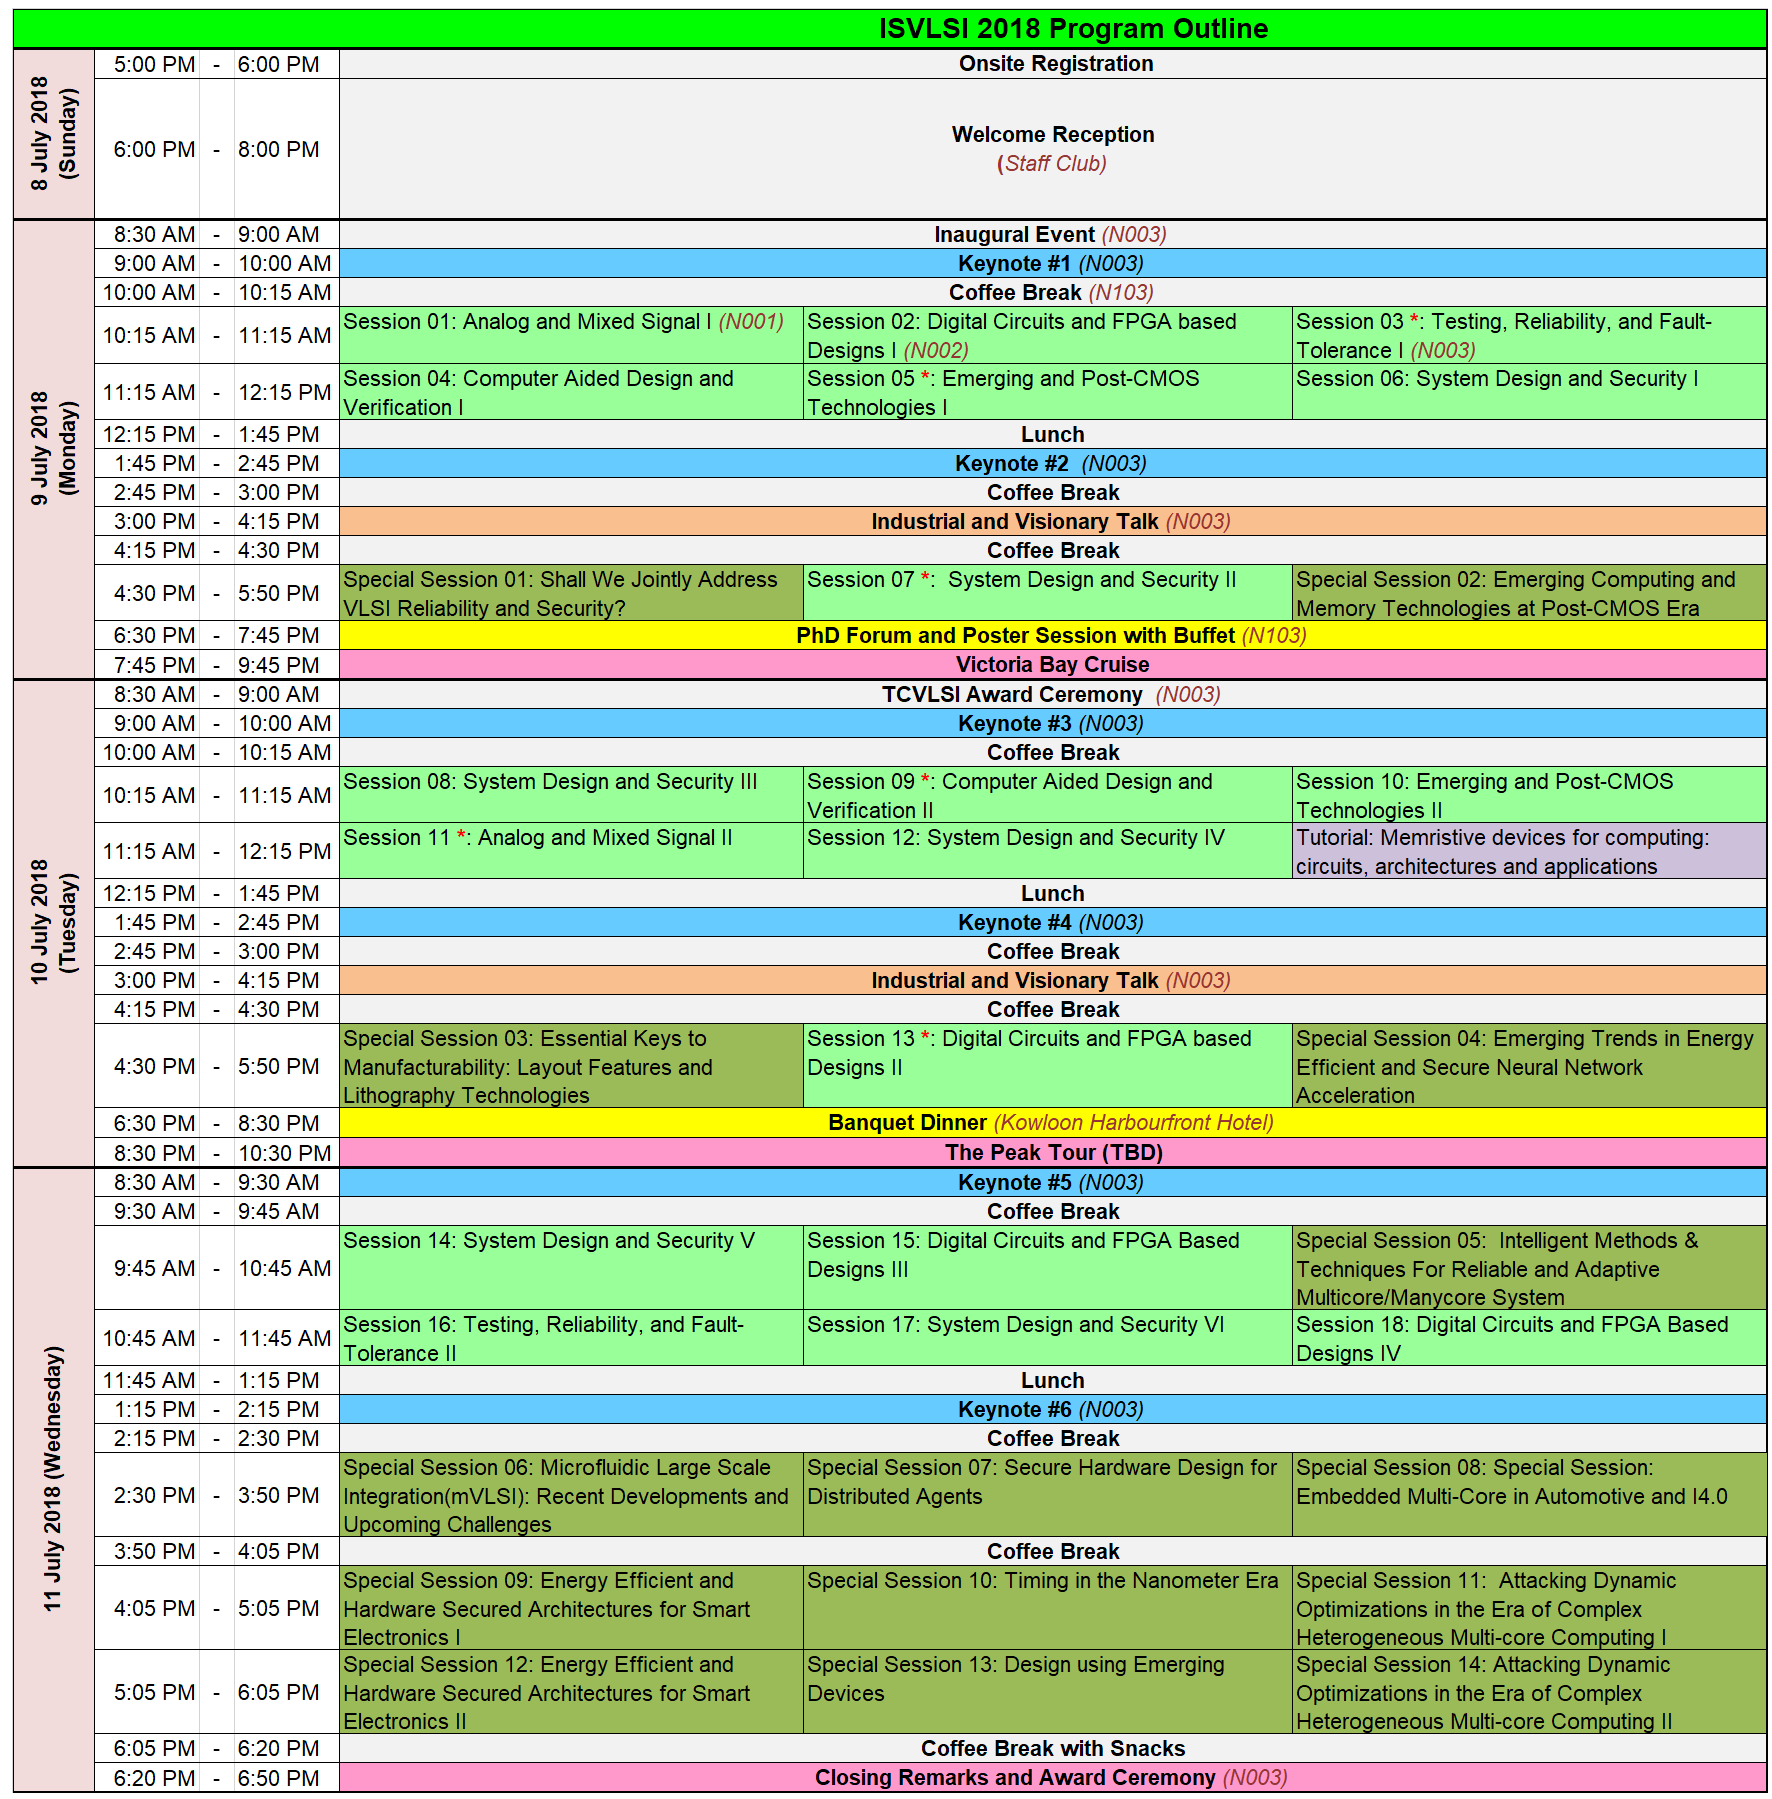 ISVLSI 2018 Program Outline
8 July 2018
(Sunday)
5:00 PM - 6:00 PM
Onsite Registration
6:00 PM - 8:00 PM
Welcome Reception
(Staff Club)
9 July 2018
(Monday)
8:30 AM - 9:00 AM
Inaugural Event (N003)
9:00 AM - 10:00 AM
Keynote #1 (N003)
10:00 AM - 10:15 AM
Coffee Break (N103)
10:15 AM - 11:15 AM
Session 01: Analog and Mixed Signal I (N001)
Session 02: Digital Circuits and FPGA based
Designs I (N002)
Session 03 *: Testing, Reliability, and Fault-
Tolerance I (N003)
11:15 AM - 12:15 PM
Session 04: Computer Aided Design and
Verification I
Session 05 *: Emerging and Post-CMOS
Technologies I
Session 06: System Design and Security I
12:15 PM - 1:45 PM
Lunch
1:45 PM - 2:45 PM
Keynote #2 (N003)
2:45 PM - 3:00 PM
Coffee Break
3:00 PM - 4:15 PM
Industrial and Visionary Talk (N003)
4:15 PM - 4:30 PM
Coffee Break
4:30 PM - 5:50 PM
Special Session 01: Shall We Jointly Address
VLSI Reliability and Security?
Session 07 *: System Design and Security II
Special Session 02: Emerging Computing and
Memory Technologies at Post-CMOS Era
6:30 PM - 7:45 PM
PhD Forum and Poster Session with Buffet (N103)
7:45 PM - 9:45 PM
Victoria Bay Cruise
10 July 2018
(Tuesday)
8:30 AM - 9:00 AM
TCVLSI Award Ceremony (N003)
9:00 AM - 10:00 AM
Keynote #3 (N003)
10:00 AM - 10:15 AM
Coffee Break
10:15 AM - 11:15 AM
Session 08: System Design and Security III
Session 09 *: Computer Aided Design and
Verification II
Session 10: Emerging and Post-CMOS
Technologies II
11:15 AM - 12:15 PM
Session 11 *: Analog and Mixed Signal II
Session 12: System Design and Security IV
Tutorial: Memristive devices for computing:
circuits, architectures and applications
12:15 PM - 1:45 PM
Lunch
1:45 PM - 2:45 PM
Keynote #4 (N003)
2:45 PM - 3:00 PM
Coffee Break
3:00 PM - 4:15 PM
Industrial and Visionary Talk (N003)
4:15 PM - 4:30 PM
Coffee Break
4:30 PM - 5:50 PM
Special Session 03: Essential Keys to
Manufacturability: Layout Features and
Lithography Technologies
Session 13 *: Digital Circuits and FPGA based
Designs II
Special Session 04: Emerging Trends in Energy
Efficient and Secure Neural Network
Acceleration
6:30 PM - 8:30 PM
Banquet Dinner (Kowloon Harbourfront Hotel)
8:30 PM - 10:30 PM
The Peak Tour (TBD)
11 July 2018 (Wednesday)
8:30 AM - 9:30 AM
Keynote #5 (N003)
9:30 AM - 9:45 AM
Coffee Break
9:45 AM - 10:45 AM
Session 14: System Design and Security V
Session 15: Digital Circuits and FPGA Based
Designs III
Special Session 05: Intelligent Methods &
Techniques For Reliable and Adaptive
Multicore/Manycore System
10:45 AM - 11:45 AM
Session 16: Testing, Reliability, and Fault-
Tolerance II
Session 17: System Design and Security VI
Session 18: Digital Circuits and FPGA Based
Designs IV
11:45 AM - 1:15 PM
Lunch
1:15 PM - 2:15 PM
Keynote #6 (N003)
2:15 PM - 2:30 PM
Coffee Break
2:30 PM - 3:50 PM
Special Session 06: Microfluidic Large Scale
Integration(mVLSI): Recent Developments and
Upcoming Challenges
Special Session 07: Secure Hardware Design for
Distributed Agents
Special Session 08: Special Session:
Embedded Multi-Core in Automotive and I4.0
3:50 PM - 4:05 PM
Coffee Break
4:05 PM - 5:05 PM
Special Session 09: Energy Efficient and
Hardware Secured Architectures for Smart
Electronics I
Special Session 10: Timing in the Nanometer Era
Special Session 11: Attacking Dynamic
Optimizations in the Era of Complex
Heterogeneous Multi-core Computing I
5:05 PM - 6:05 PM
Special Session 12: Energy Efficient and
Hardware Secured Architectures for Smart
Electronics II
Special Session 13: Design using Emerging
Devices
Special Session 14: Attacking Dynamic
Optimizations in the Era of Complex
Heterogeneous Multi-core Computing II
6:05 PM - 6:20 PM
Coffee Break with Snacks
6:20 PM - 6:50 PM
Closing Remarks and Award Ceremony (N003)